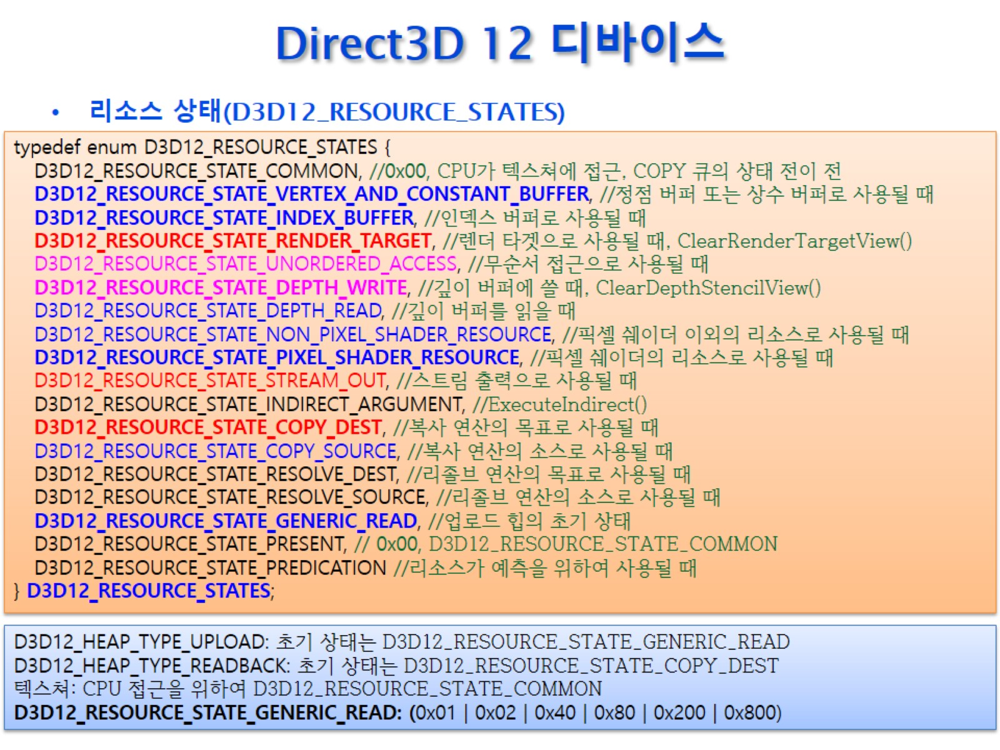 Direct3D 12 디바이스
• 리소스 상태(D3D12_RESOURCE_STATES)
typedef enum D3D12_RESOURCE_STATES {
D3D12_RESOURCE_STATE_COMMON, //0x00, CPU가 텍스쳐에 접근, COPY 큐의 상태 전이 전
D3D12_RESOURCE_STATE_VERTEX_AND_CONSTANT_BUFFER, //정점 버퍼 또는 상수 버퍼로 사용될 때
D3D12_RESOURCE_STATE_INDEX_BUFFER, //인덱스 버퍼로 사용될 때
D3D12_RESOURCE_STATE_RENDER_TARGET, //렌더 타겟으로 사용될 때, ClearRenderTargetView()
D3D12_RESOURCE_STATE_UNORDERED_ACCESS, //무순서 접근으로 사용될 때
D3D12_RESOURCE_STATE_DEPTH_WRITE, //깊이 버퍼에 쓸 때, ClearDepthStencilView()
D3D12_RESOURCE_STATE_DEPTH_READ, //깊이 버퍼를 읽을 때
D3D12_RESOURCE_STATE_NON_PIXEL_SHADER_RESOURCE, //픽셀 쉐이더 이외의 리소스로 사용될 때
D3D12_RESOURCE_STATE_PIXEL_SHADER_RESOURCE, //픽셀 쉐이더의 리소스로 사용될 때
D3D12_RESOURCE_STATE_STREAM_OUT, //스트림 출력으로 사용될 때
D3D12_RESOURCE_STATE_INDIRECT_ARGUMENT, //ExecuteIndirect()
D3D12_RESOURCE_STATE_COPY_DEST, //복사 연산의 목표로 사용될 때
D3D12_RESOURCE_STATE_COPY_SOURCE, //복사 연산의 소스로 사용될 때
D3D12_RESOURCE_STATE_RESOLVE_DEST, //리졸브 연산의 목표로 사용될 때
D3D12_RESOURCE_STATE_RESOLVE_SOURCE, //리졸브 연산의 소스로 사용될 때
D3D12_RESOURCE_STATE_GENERIC_READ, //업로드 힙의 초기 상태
D3D12_RESOURCE_STATE_PRESENT, // 0x00, D3D12_RESOURCE_STATE_COMMON
D3D12_RESOURCE_STATE_PREDICATION //리소스가 예측을 위하여 사용될 때
} D3D12_RESOURCE_STATES;
D3D12_HEAP_TYPE_UPLOAD: 초기 상태는 D3D12_RESOURCE_STATE_GENERIC_READ
D3D12_HEAP_TYPE_READBACK: 초기 상태는 D3D12_RESOURCE_STATE_COPY_DEST
텍스쳐: CPU 접근을 위하여 D3D12_RESOURCE_STATE_COMMON
D3D12_RESOURCE_STATE_GENERIC_READ: (0x01 | 0x02 | 0x40 | 0x80 | 0x200 | 0x800)